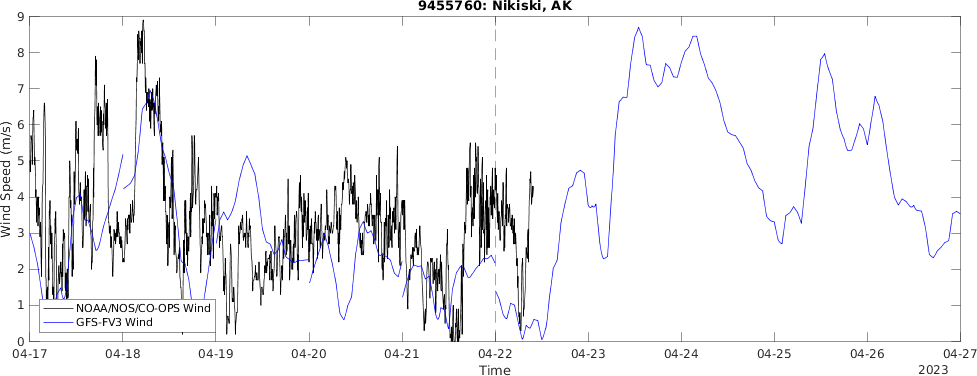 9455760: Nikiski, AK
9
8
7
6
5
4
3
2
1
0
Wind Speed (m/s)
NOAA/NOS/CO-OPS Wind
GFS-FV3 Wind
04-17 04-18 04-19 04-20 04-21 04-22 04-23 04-24 04-25 04-26 04-27
Time
2023